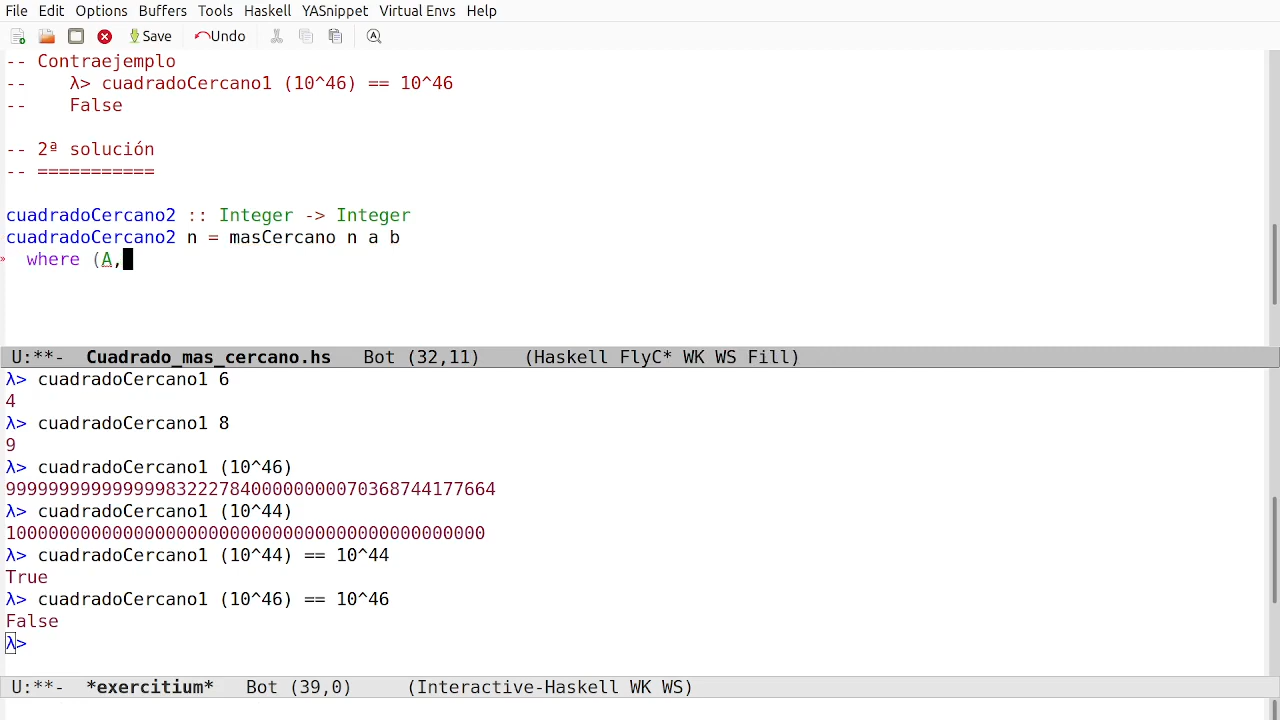 File Edit Options Buffers Tools Haskell YASnippet Virtual Envs Help
Save Undo
-- Contraejemplo
--    λ> cuadradoCercano1 (10^46) == 10^46
--    False
-- 2ª solución
-- ===========
cuadradoCercano2 :: Integer -> Integer
cuadradoCercano2 n = masCercano n a b
  where (A,
U:**-  Cuadrado_mas_cercano.hs   Bot (32,11)    (Haskell FlyC* WK WS Fill)
λ> cuadradoCercano1 6
4
λ> cuadradoCercano1 8
9
λ> cuadradoCercano1 (10^46)
9999999999999998322278400000000070368744177664
λ> cuadradoCercano1 (10^44)
100000000000000000000000000000000000000000000
λ> cuadradoCercano1 (10^44) == 10^44
True
λ> cuadradoCercano1 (10^46) == 10^46
False
λ>
U:**-  *exercitium*   Bot (39,0)    (Interactive-Haskell WK WS)